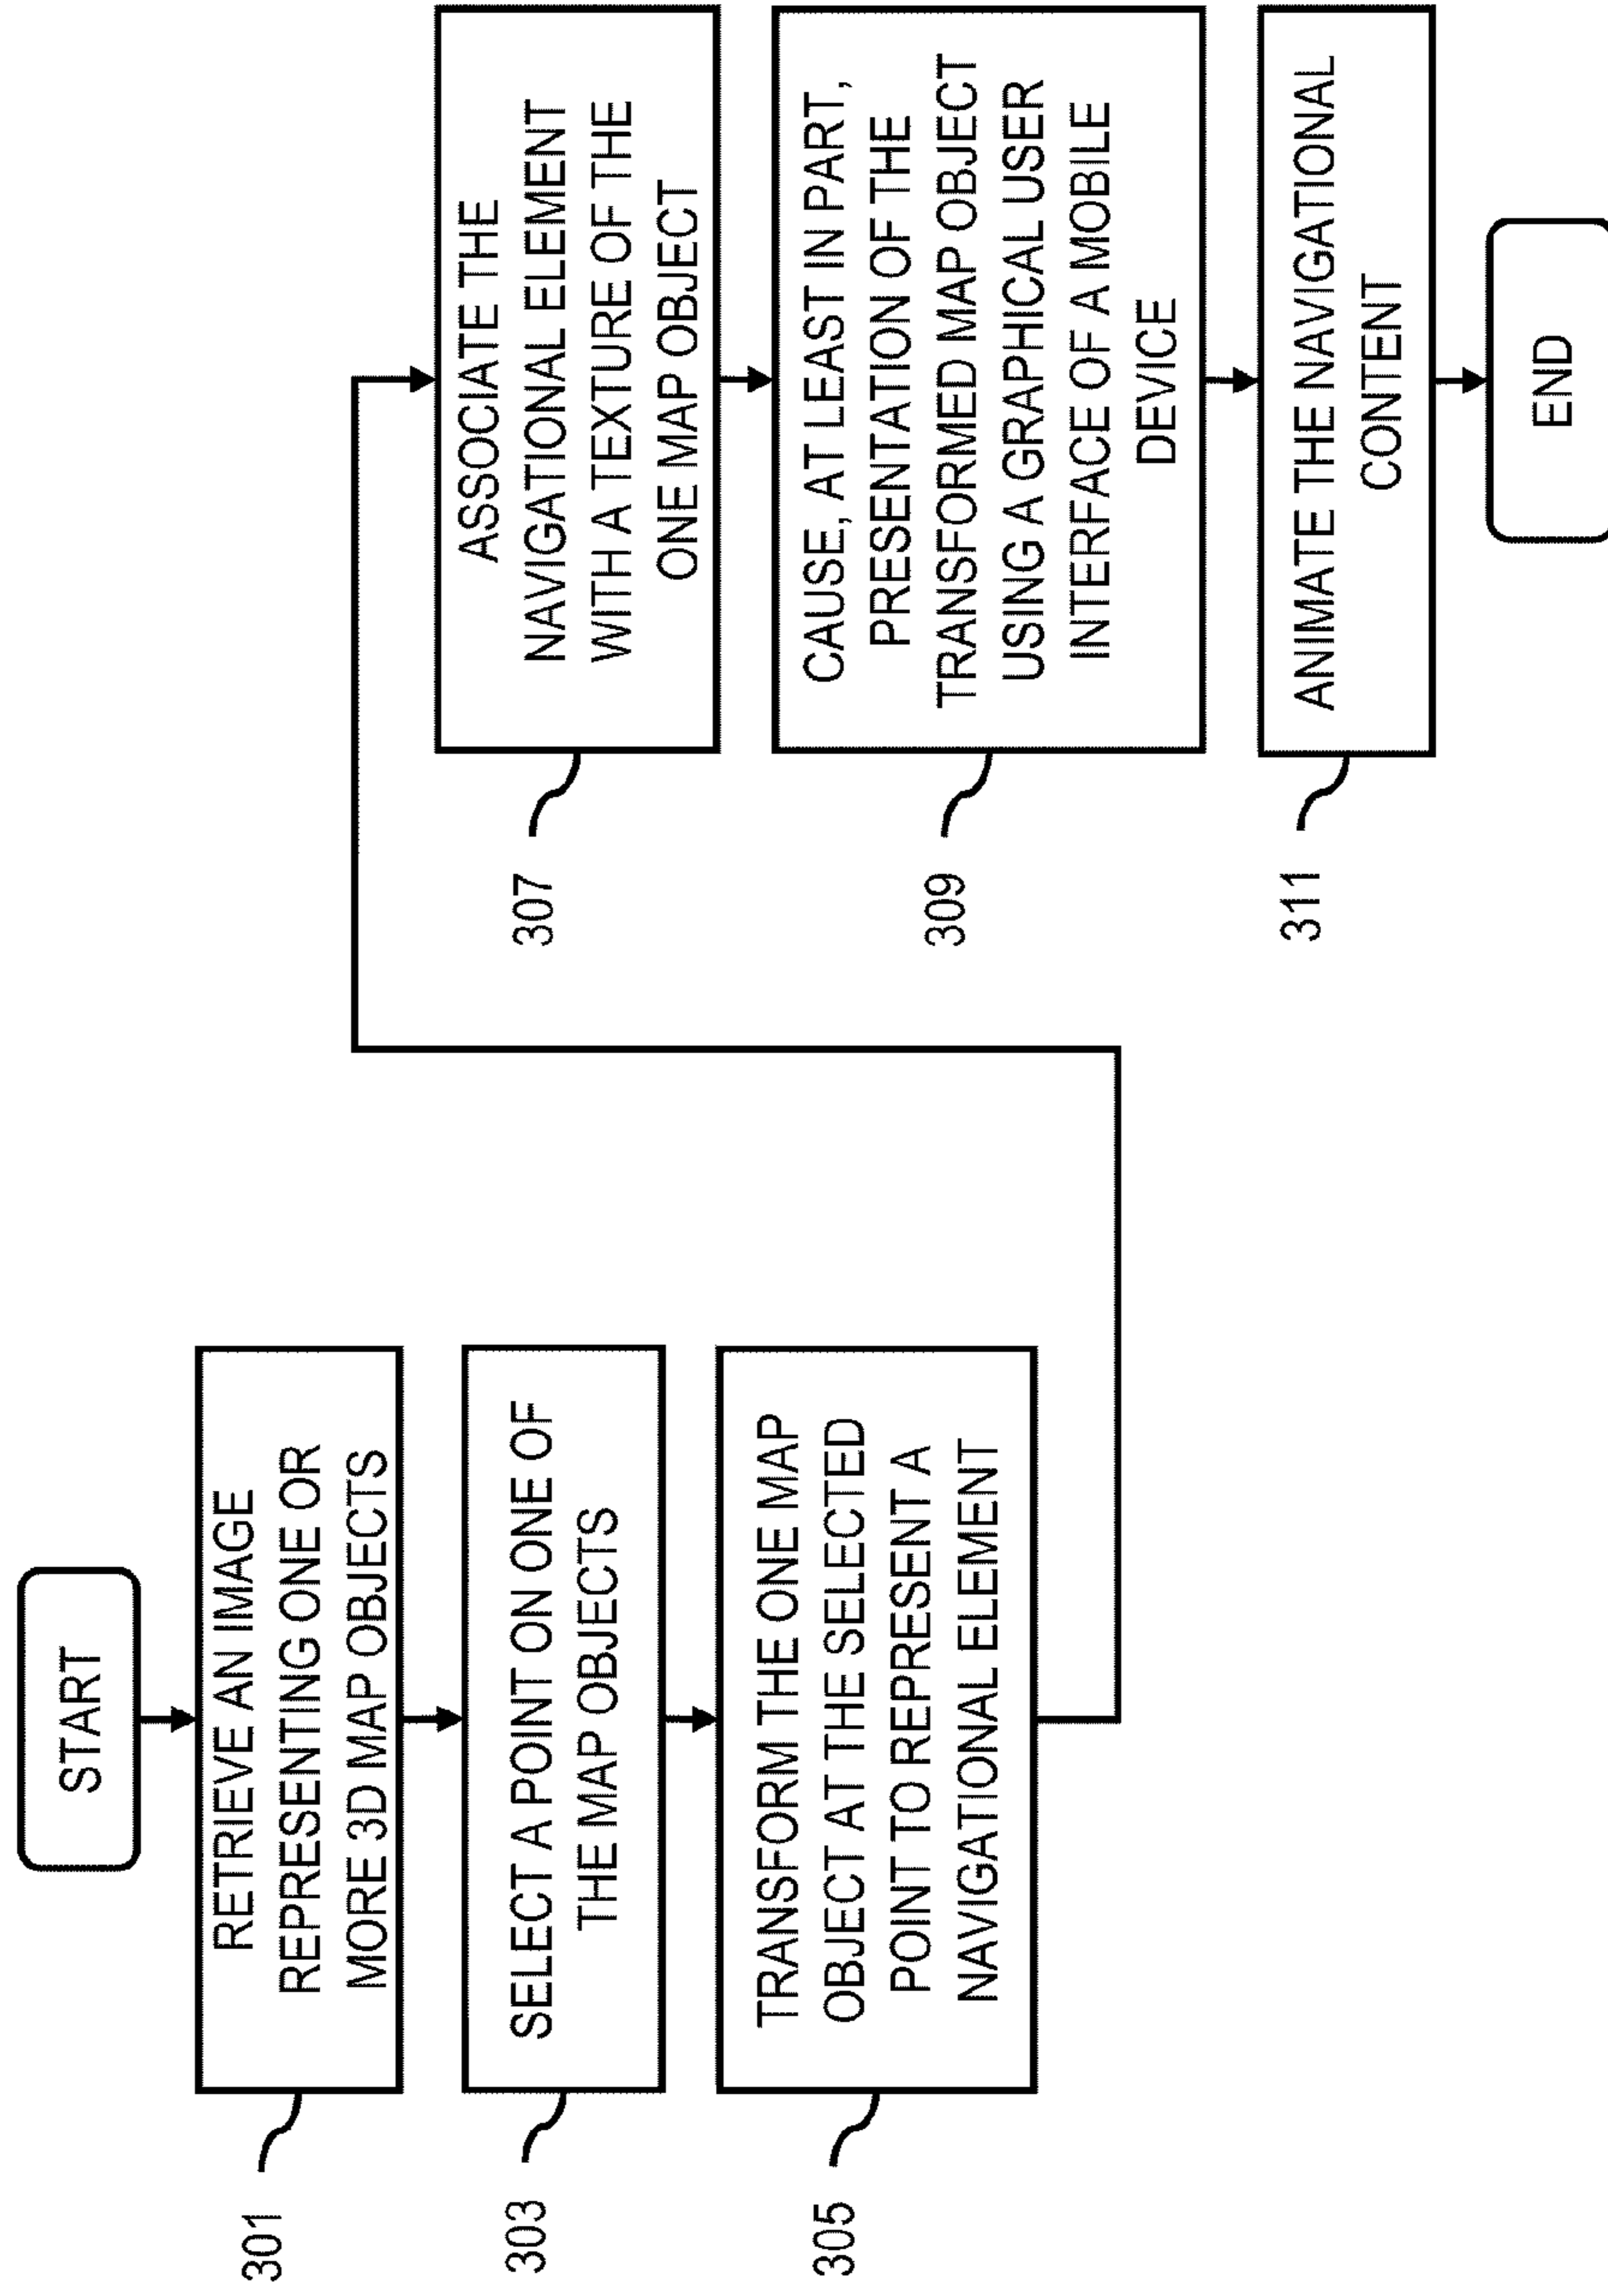 START
RETRIEVE AN IMAGE
REPRESENTING ONE OR
MORE 3D MAP OBJECTS
301
SELECT A POINT ON ONE OF
THE MAP OBJECTS
303
TRANSFORM THE ONE MAP
OBJECT AT THE SELECTED
POINT TO REPRESENT A
NAVIGATIONAL ELEMENT
305
ASSOCIATE THE
NAVIGATIONAL ELEMENT
WITH A TEXTURE OF THE
ONE MAP OBJECT
307
CAUSE, AT LEAST IN PART,
PRESENTATION OF THE
TRANSFORMED MAP OBJECT
USING A GRAPHICAL USER
INTERFACE OF A MOBILE
DEVICE
309
ANIMATE THE NAVIGATIONAL
CONTENT
311
END